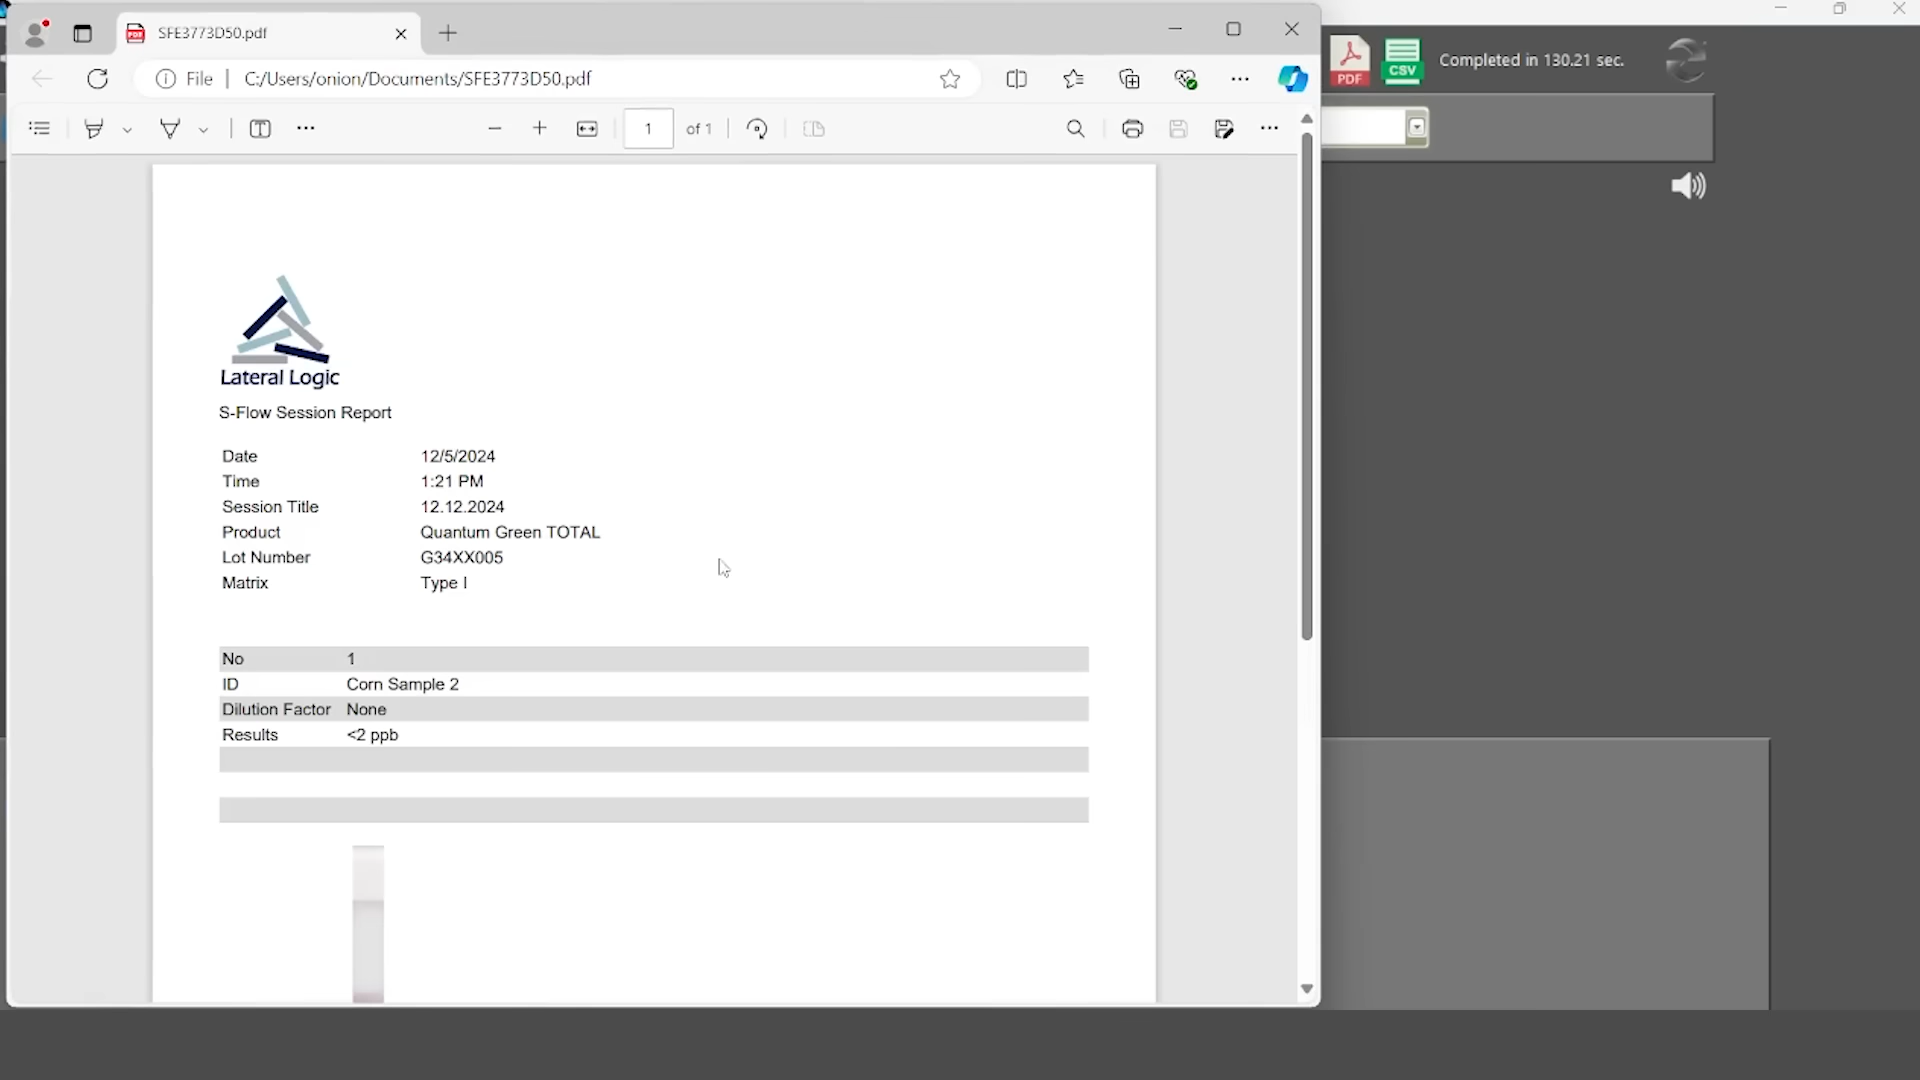 SFE3773D50.pdf
File | C:/Users/onion/Documents/SFE3773D50.pdf
PDF
CSV
Completed in 130.21 sec.
1 of 1
Lateral Logic
S-Flow Session Report
Date 12/5/2024
Time 1:21 PM
Session Title 12.12.2024
Product Quantum Green TOTAL
Lot Number G34XX005
Matrix Type I
No 1
ID Corn Sample 2
Dilution Factor None
Results <2 ppb